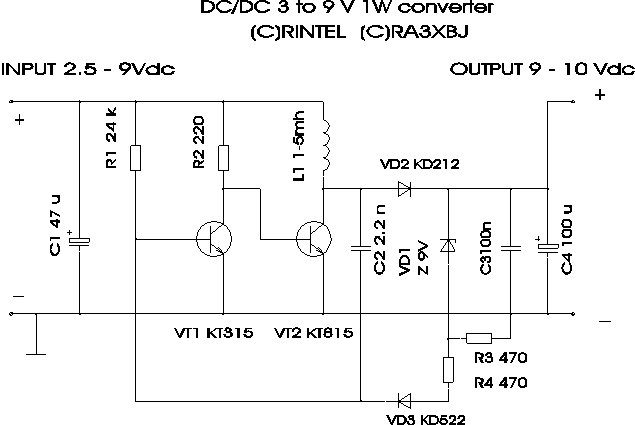 DC/DC 3 to 9 V 1W converter
(C)RINTEL (C)RA3XBJ
INPUT 2.5 - 9Vdc
OUTPUT 9 - 10 Vdc
+
+
R1 24 k
R2 220
L1 1-5mh
VD2 KD212
C1 47 u
+
C2 2.2 n
VD1
Z 9V
C3100n
+
C4 100 u
–
–
VT1 KT315
VT2 KT815
R3 470
R4 470
VD3 KD522